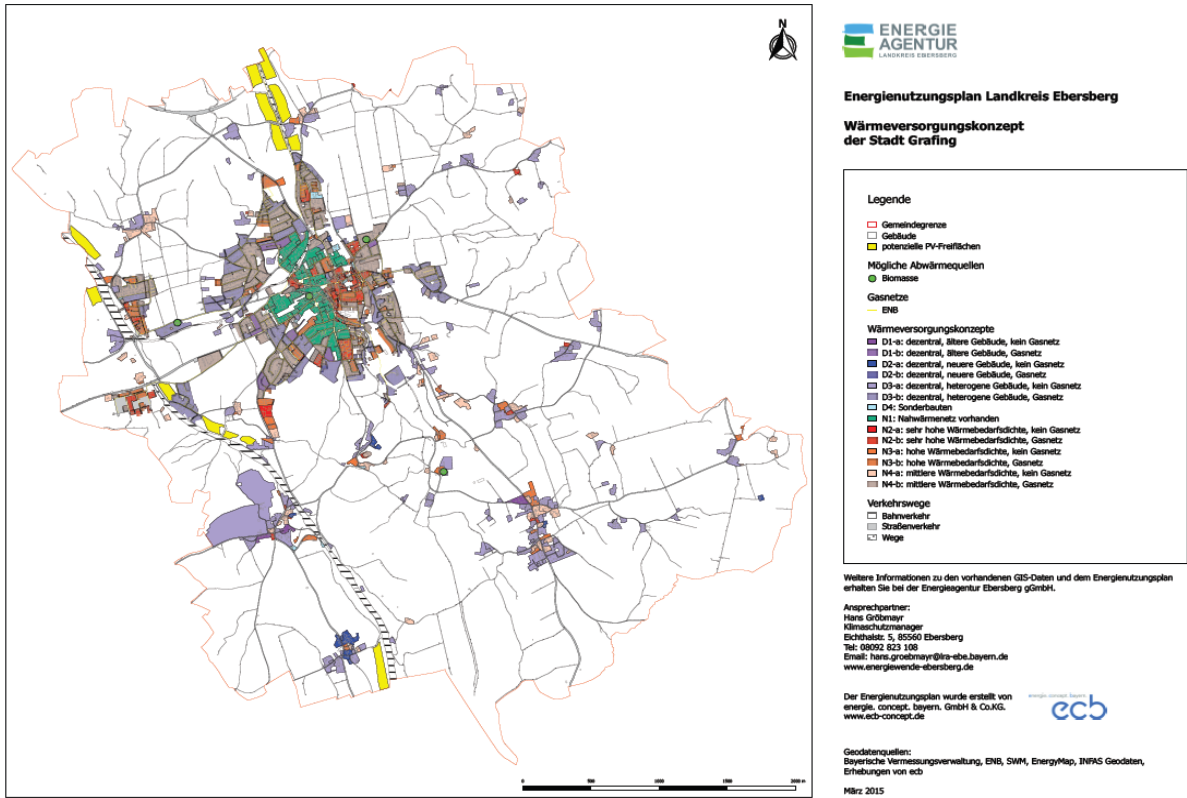 N
0 500 1000 1500 2000 m
ENERGIE
AGENTUR
LANDKREIS EBERSBERG
Energienutzungsplan Landkreis Ebersberg
Wärmeversorgungskonzept
der Stadt Grafing
Legende
Gemeindegrenze
Gebäude
potenzielle PV-Freiflächen
Mögliche Abwärmequellen
Biomasse
Gasnetze
ENB
Wärmeversorgungskonzepte
D1-a: dezentral, ältere Gebäude, kein Gasnetz
D1-b: dezentral, ältere Gebäude, Gasnetz
D2-a: dezentral, neuere Gebäude, kein Gasnetz
D2-b: dezentral, neuere Gebäude, Gasnetz
D3-a: dezentral, heterogene Gebäude, kein Gasnetz
D3-b: dezentral, heterogene Gebäude, Gasnetz
D4: Sonderbauten
N1: Nahwärmenetz vorhanden
N2-a: sehr hohe Wärmebedarfsdichte, kein Gasnetz
N2-b: sehr hohe Wärmebedarfsdichte, Gasnetz
N3-a: hohe Wärmebedarfsdichte, kein Gasnetz
N3-b: hohe Wärmebedarfsdichte, Gasnetz
N4-a: mittlere Wärmebedarfsdichte, kein Gasnetz
N4-b: mittlere Wärmebedarfsdichte, Gasnetz
Verkehrswege
Bahnverkehr
Straßenverkehr
Wege
Weitere Informationen zu den vorhandenen GIS-Daten und dem Energienutzungsplan
erhalten Sie bei der Energieagentur Ebersberg gGmbH.
Ansprechpartner:
Hans Gröbmayr
Klimaschutzmanager
Eichthalstr. 5, 85560 Ebersberg
Tel: 08092 823 108
Email: hans.groebmayr@lra-ebe.bayern.de
www.energiewende-ebersberg.de
Der Energienutzungsplan wurde erstellt von
energie. concept. bayern. GmbH & Co.KG.
www.ecb-concept.de
energie.concept.bayern.
ecb
Geodatenquellen:
Bayerische Vermessungsverwaltung, ENB, SWM, EnergyMap, INFAS Geodaten,
Erhebungen von ecb
März 2015